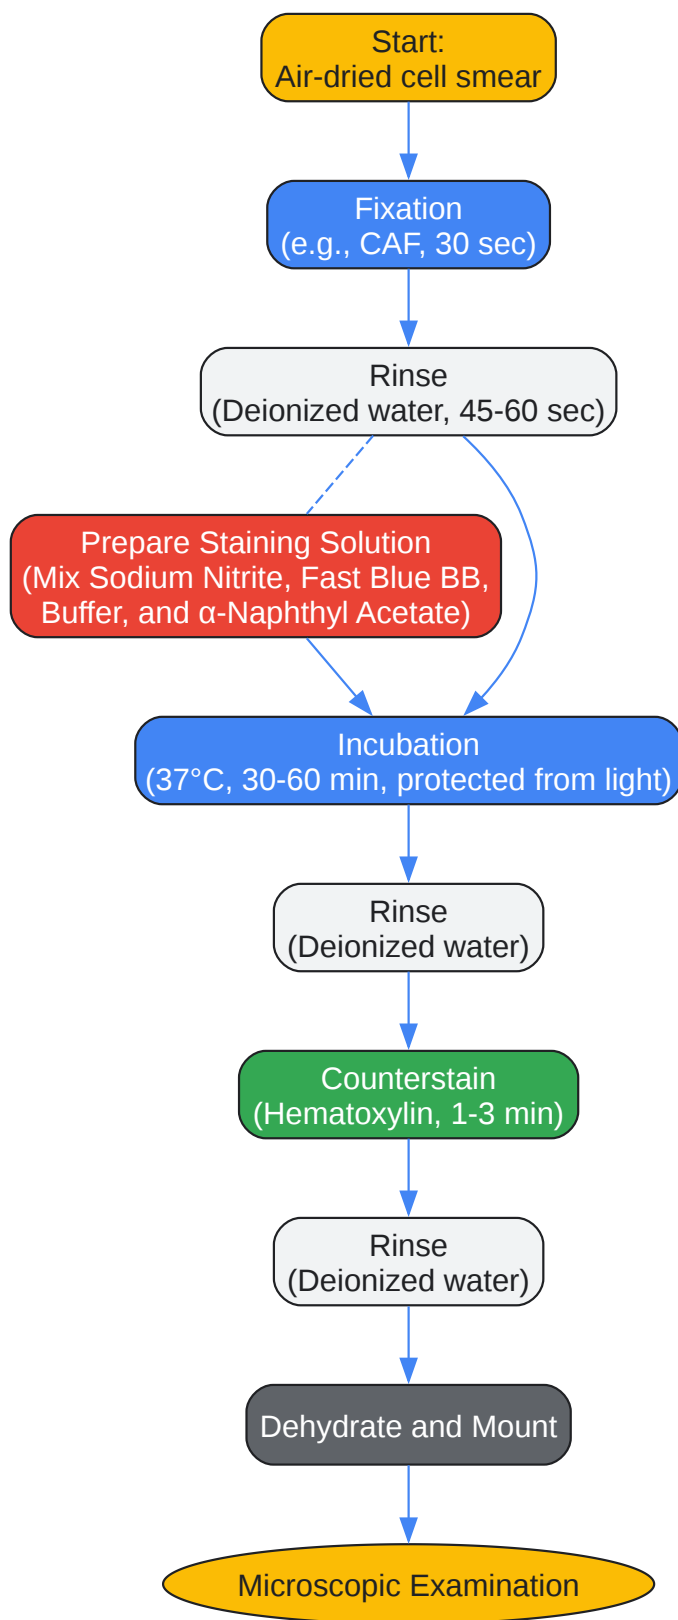 Start:
Air-dried cell smear
Fixation
(e.g., CAF, 30 sec)
Rinse
(Deionized water, 45-60 sec)
Prepare Staining Solution
(Mix Sodium Nitrite, Fast Blue BB,
Buffer, and α-Naphthyl Acetate)
Incubation
(37°C, 30-60 min, protected from light)
Rinse
(Deionized water)
Counterstain
(Hematoxylin, 1-3 min)
Rinse
(Deionized water)
Dehydrate and Mount
Microscopic Examination